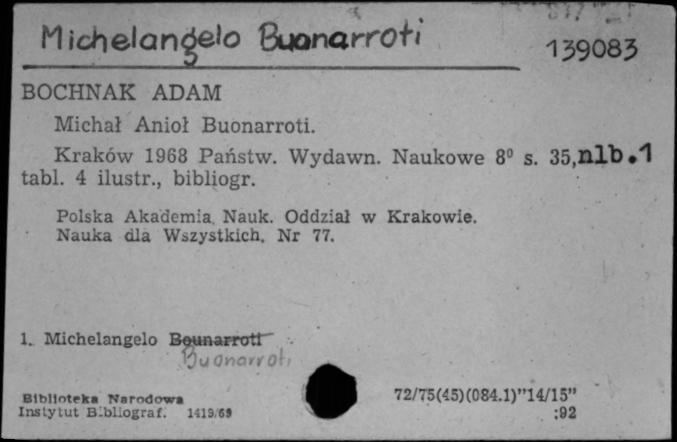 Michelangelo Buonarroti
139083
BOCHNAK ADAM
Michał Anioł Buonarroti.
Kraków 1968 Państw. Wydawn. Naukowe 8⁰ s. 35, nlb.1
tabl. 4 ilustr., bibliogr.
Polska Akademia Nauk. Oddział w Krakowie.
Nauka dla Wszystkich. Nr 77.
1. Michelangelo Bounarroti
Buonarroti
Biblioteka Narodowa
Instytut Bibliograf. 1419/69
72/75(45)(084.1)"14/15"
:92